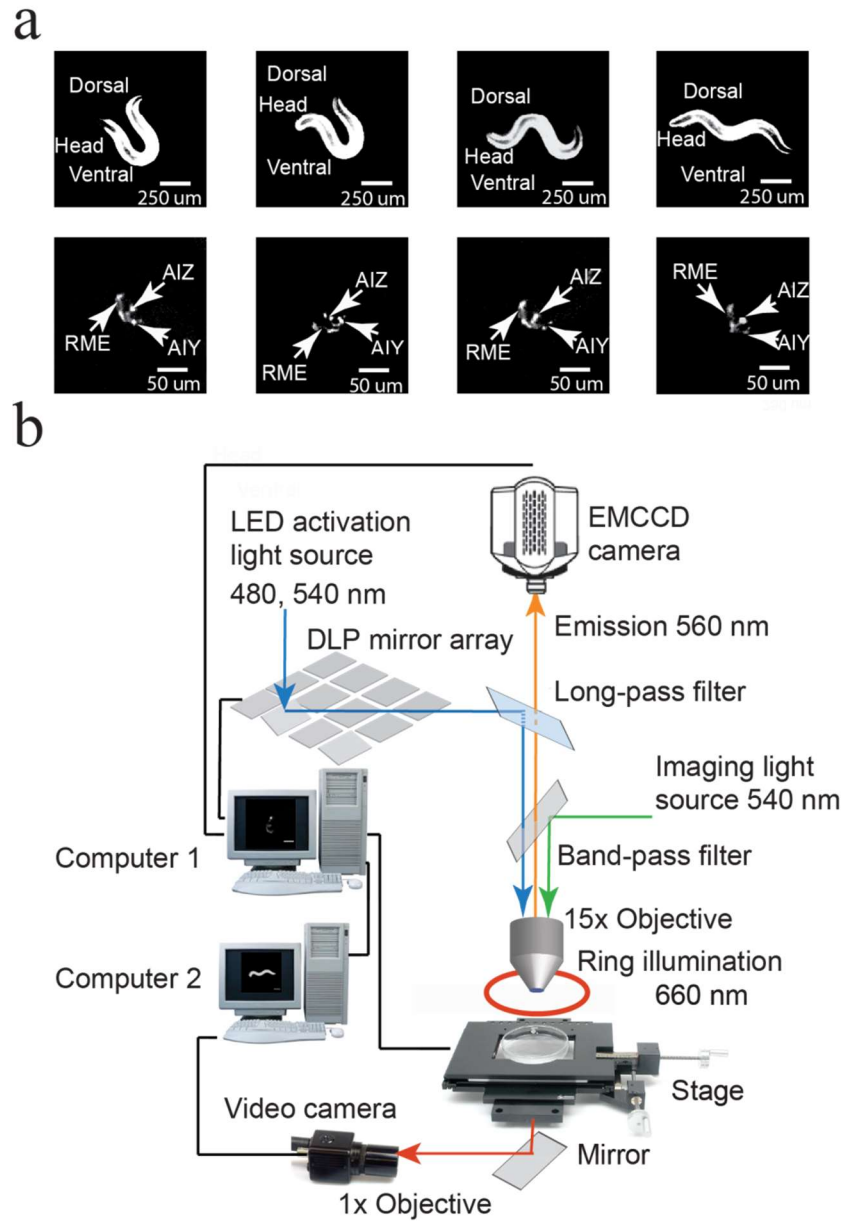 a
Dorsal
Head
Ventral
250 um
Dorsal
Head
Ventral
250 um
Dorsal
Head
Ventral
250 um
Dorsal
Head
Ventral
250 um
AIZ
RME
AIY
50 um
AIZ
RME
AIY
50 um
AIZ
RME
AIY
50 um
RME
AIZ
AIY
50 um
b
LED activation
light source
480, 540 nm
EMCCD
camera
DLP mirror array
Emission 560 nm
Long-pass filter
Imaging light
source 540 nm
Computer 1
Band-pass filter
15x Objective
Ring illumination
660 nm
Computer 2
Stage
Video camera
Mirror
1x Objective